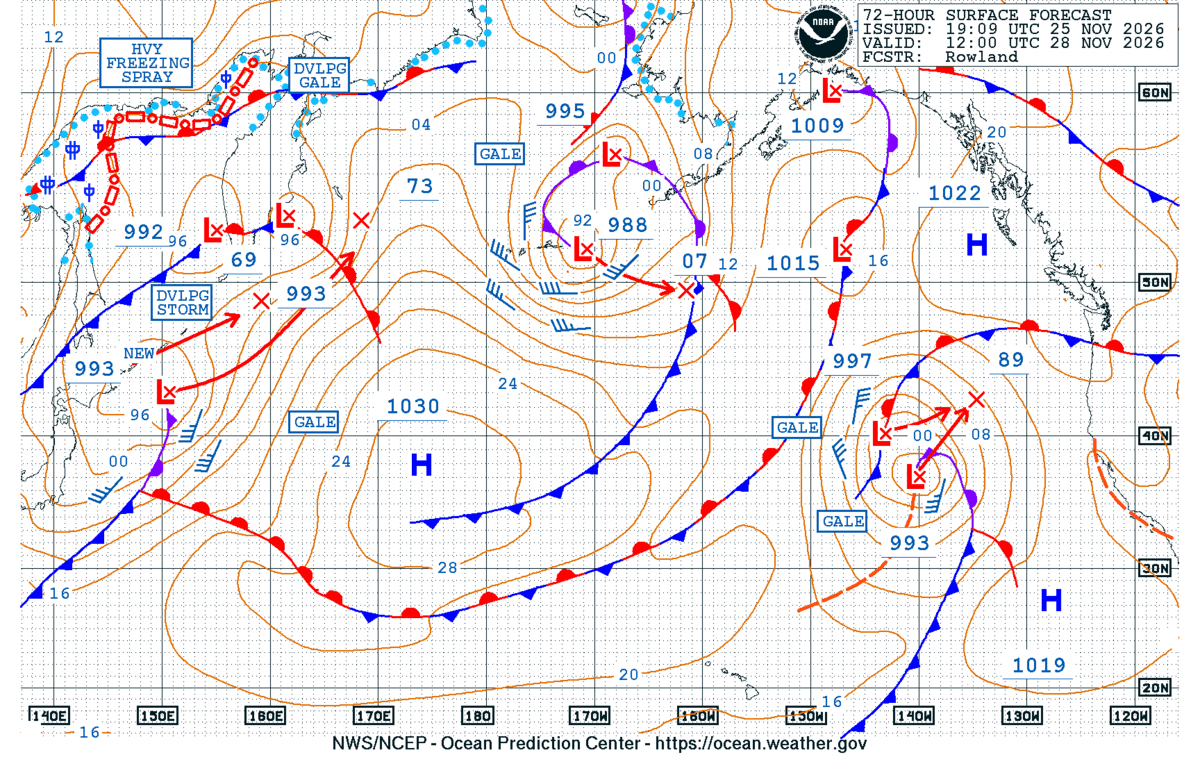 72-HOUR SURFACE FORECAST
ISSUED: 19:09 UTC 25 NOV 2026
VALID: 12:00 UTC 28 NOV 2026
FCSTR: Rowland
NOAA
12
HVY
FREEZING
SPRAY
DVLPG
GALE
00
12
60N
995
04
1009
20
GALE
08
73
00
1022
992
96
96
92
988
H
69
07
12
1015
16
50N
DVLPG
STORM
993
NEW
993
997
89
24
96
GALE
1030
GALE
00
08
40N
00
24
H
L
L
L
L
L
L
L
L
L
GALE
993
30N
28
16
H
1019
20
16
20N
140E
150E
160E
170E
180
170W
160W
150W
140W
130W
120W
16
NWS/NCEP - Ocean Prediction Center - https://ocean.weather.gov